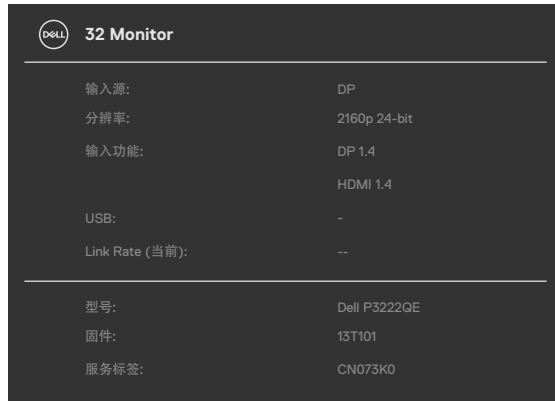 DELL 32 Monitor
输入源: DP
分辨率: 2160p 24-bit
输入功能: DP 1.4
HDMI 1.4
USB: -
Link Rate (当前): --
型号: Dell P3222QE
固件: 13T101
服务标签: CN073K0